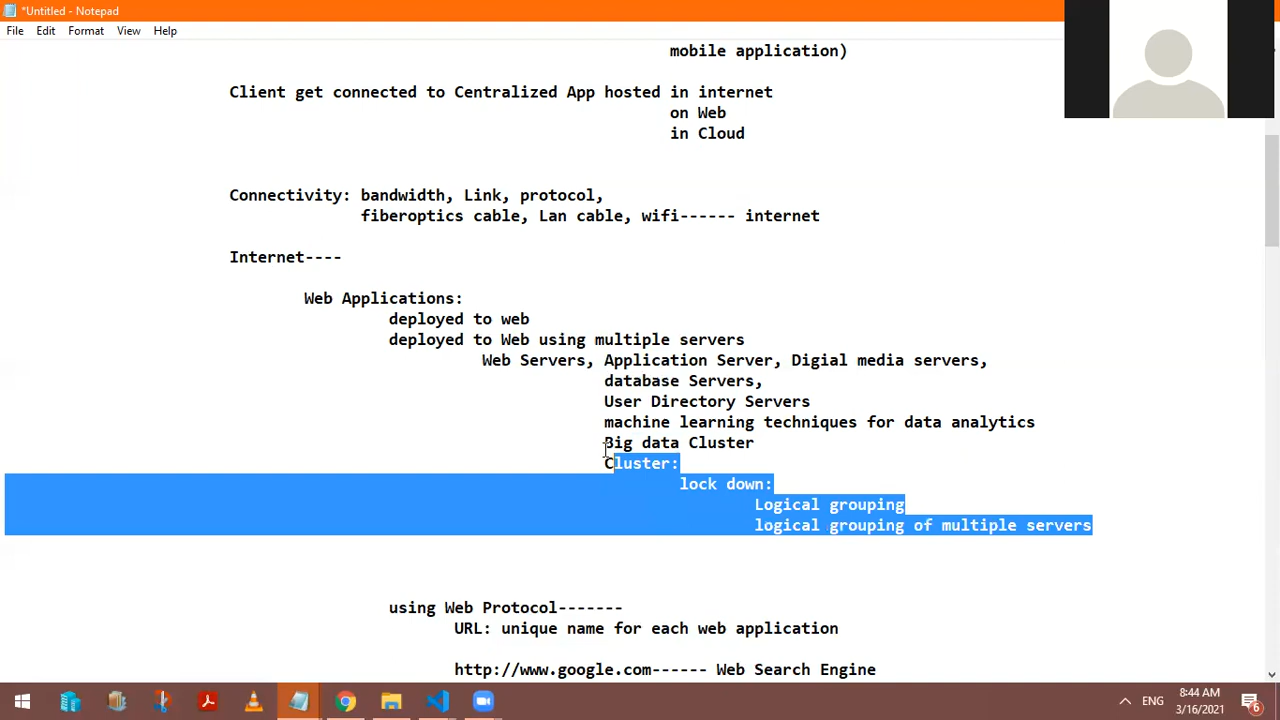 *Untitled - Notepad
File Edit Format View Help
mobile application)
Client get connected to Centralized App hosted in internet
on Web
in Cloud
Connectivity: bandwidth, Link, protocol,
fiberoptics cable, Lan cable, wifi------ internet
Internet----
Web Applications:
deployed to web
deployed to Web using multiple servers
Web Servers, Application Server, Digial media servers,
database Servers,
User Directory Servers
machine learning techniques for data analytics
Big data Cluster
Cluster:
lock down:
Logical grouping
logical grouping of multiple servers
using Web Protocol-------
URL: unique name for each web application
http://www.google.com------ Web Search Engine
ENG
8:44 AM
3/16/2021
6